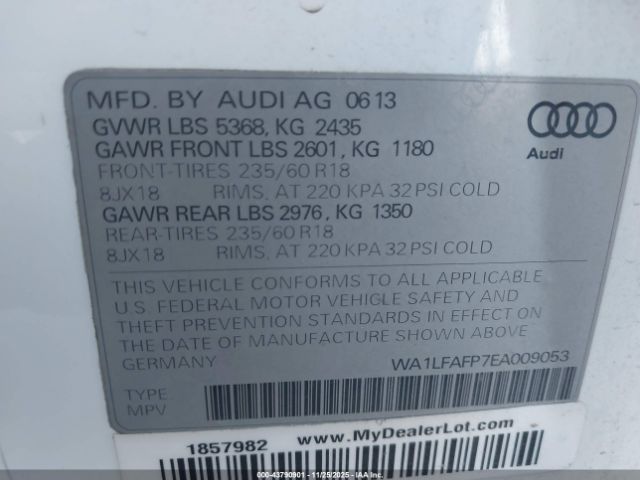 MFD. BY AUDI AG 0613
GVWR LBS 5368, KG 2435
GAWR FRONT LBS 2601, KG 1180
FRONT-TIRES 235/60 R18
8JX18 RIMS, AT 220 KPA 32 PSI COLD
GAWR REAR LBS 2976, KG 1350
REAR-TIRES 235/60 R18
8JX18 RIMS, AT 220 KPA 32 PSI COLD
Audi
THIS VEHICLE CONFORMS TO ALL APPLICABLE
U.S. FEDERAL MOTOR VEHICLE SAFETY AND
THEFT PREVENTION STANDARDS IN EFFECT ON
THE DATE OF MANUFACTURE SHOWN ABOVE.
GERMANY WA1LFAFP7EA009053
TYPE
MPV
1857982 www.MyDealerLot.com
000-43790901 - 11/25/2025 - IAAHQ1